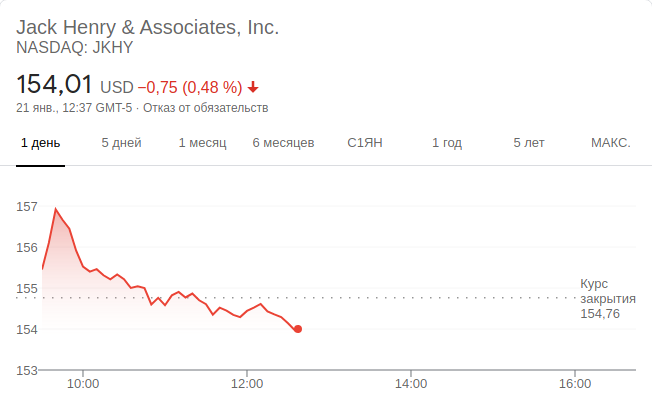 Jack Henry & Associates, Inc.
NASDAQ: JKHY
154,01 USD −0,75 (0,48 %)
21 янв., 12:37 GMT-5 · Отказ от обязательств
1 день 5 дней 1 месяц 6 месяцев С1ЯН 1 год 5 лет МАКС.
157
156
155
154
153
Курс
закрытия
154,76
10:00 12:00 14:00 16:00